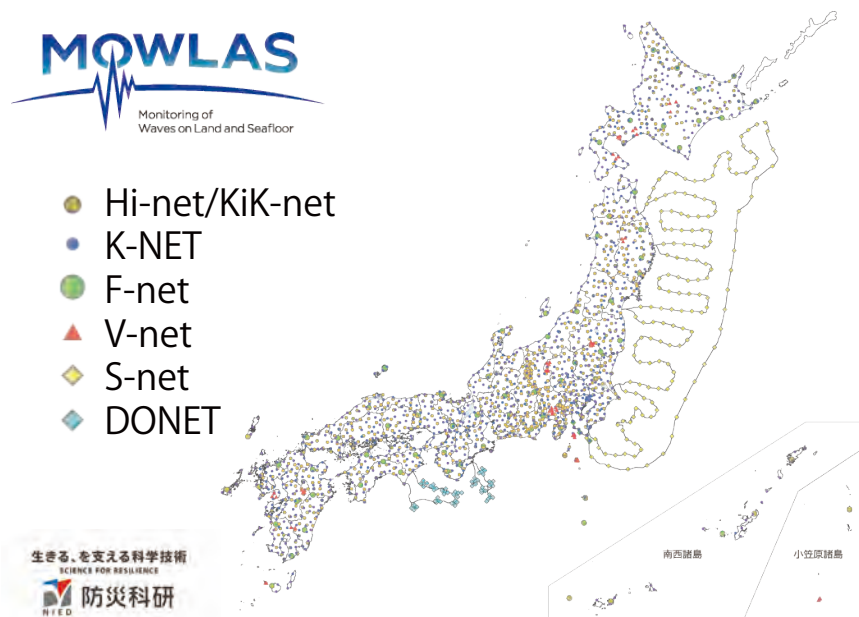 MOWLAS
Monitoring of
Waves on Land and Seafloor
Hi-net/KiK-net
K-NET
F-net
V-net
S-net
DONET
南西諸島
小笠原諸島
生きる、を支える科学技術
SCIENCE FOR RESILIENCE
NIED
防災科研